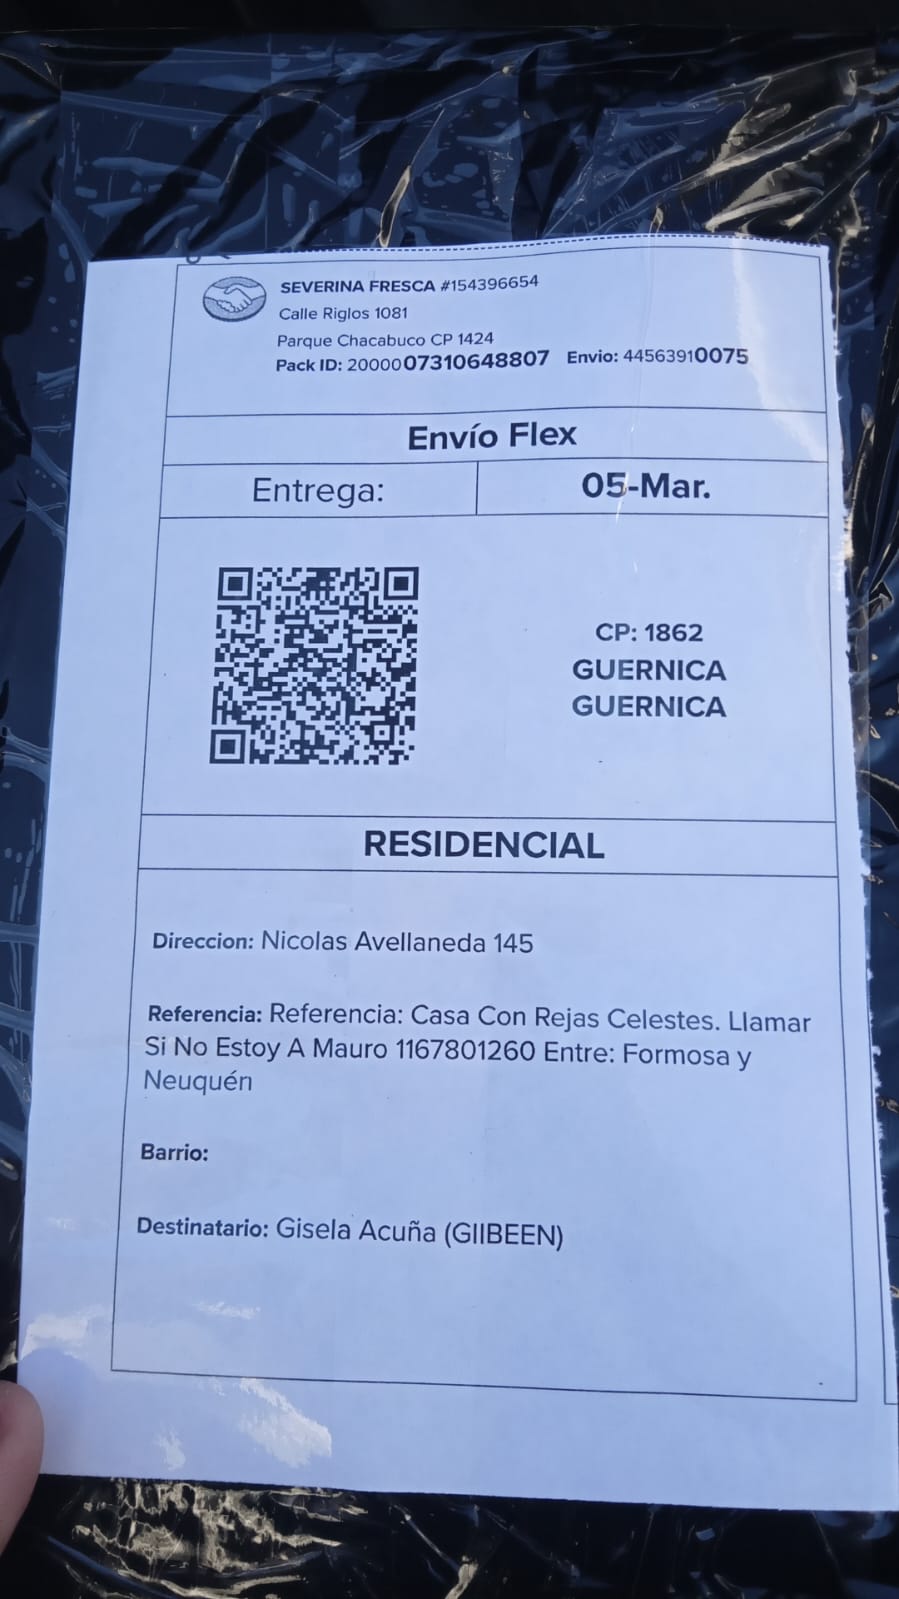 SEVERINA FRESCA #154396654
Calle Riglos 1081
Parque Chacabuco CP 1424
Pack ID: 2000007310648807 Envio: 44563910075
Envío Flex
Entrega: 05-Mar.
CP: 1862
GUERNICA
GUERNICA
RESIDENCIAL
Direccion: Nicolas Avellaneda 145
Referencia: Referencia: Casa Con Rejas Celestes. Llamar
Si No Estoy A Mauro 1167801260 Entre: Formosa y
Neuquén
Barrio:
Destinatario: Gisela Acuña (GIIBEEN)